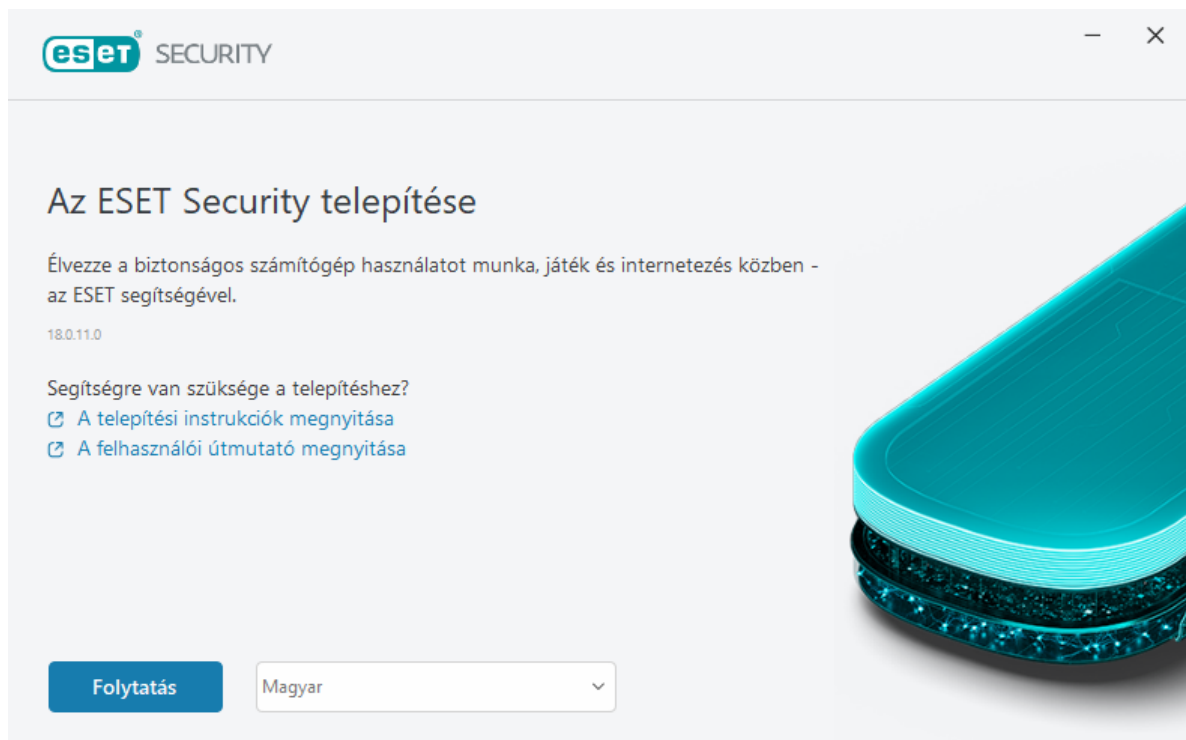 eset® SECURITY
Az ESET Security telepítése
Élvezze a biztonságos számítógép használatot munka, játék és internetezés közben -
az ESET segítségével.
18.0.11.0
Segítségre van szüksége a telepítéshez?
A telepítési instrukciók megnyitása
A felhasználói útmutató megnyitása
Folytatás
Magyar